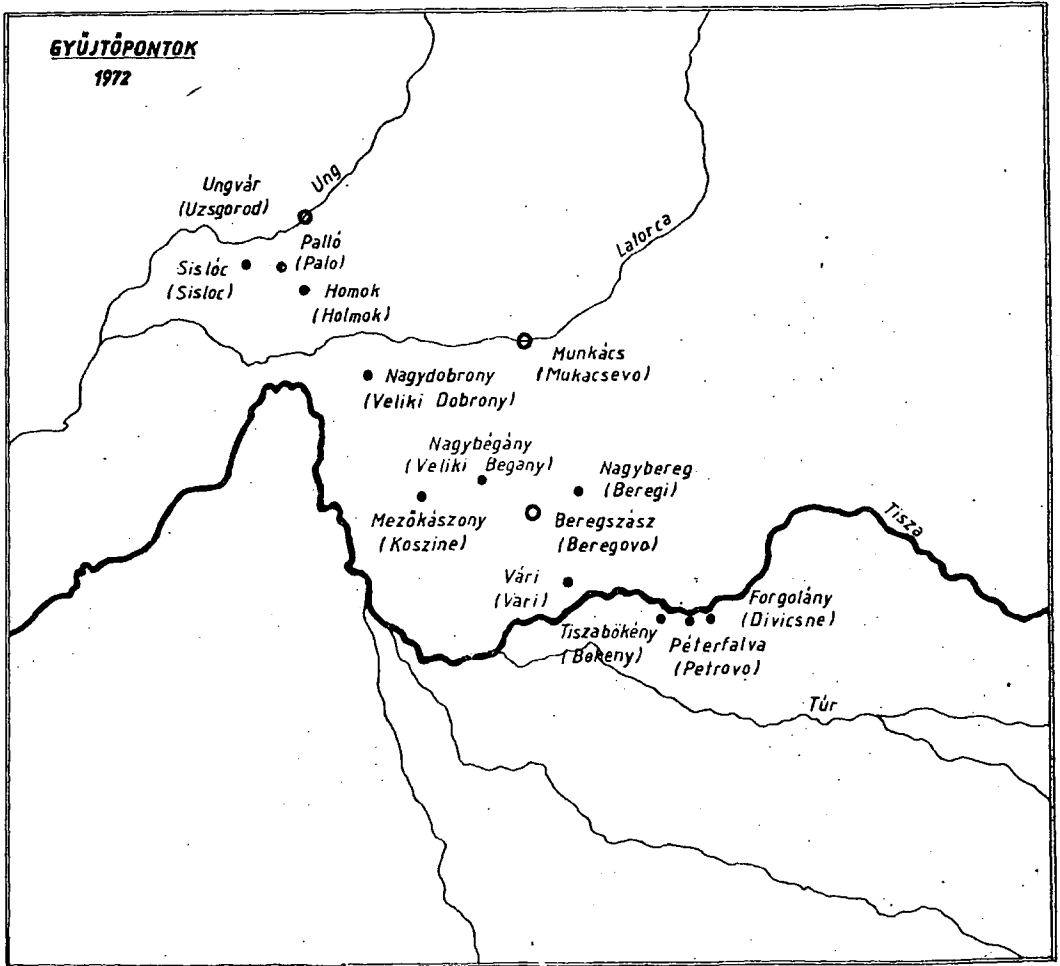 GYŰJTŐPONTOK
1972
Ungvár
(Uzsgorod)
Ung
Palló
(Palo)
Sislóc
(Sisloc)
Homok
(Holmok)
Latorca
Munkács
(Mukacsevo)
Nagydobrony
(Veliki Dobrony)
Nagybégány
(Veliki Begany)
Nagybereg
(Beregi)
Mezőkászony
(Koszine)
Beregszász
(Beregovo)
Tisza
Vári
(Vari)
Forgolány
(Divicsne)
Tiszabökény
(Bökeny)
Péterfalva
(Petrovo)
Túr